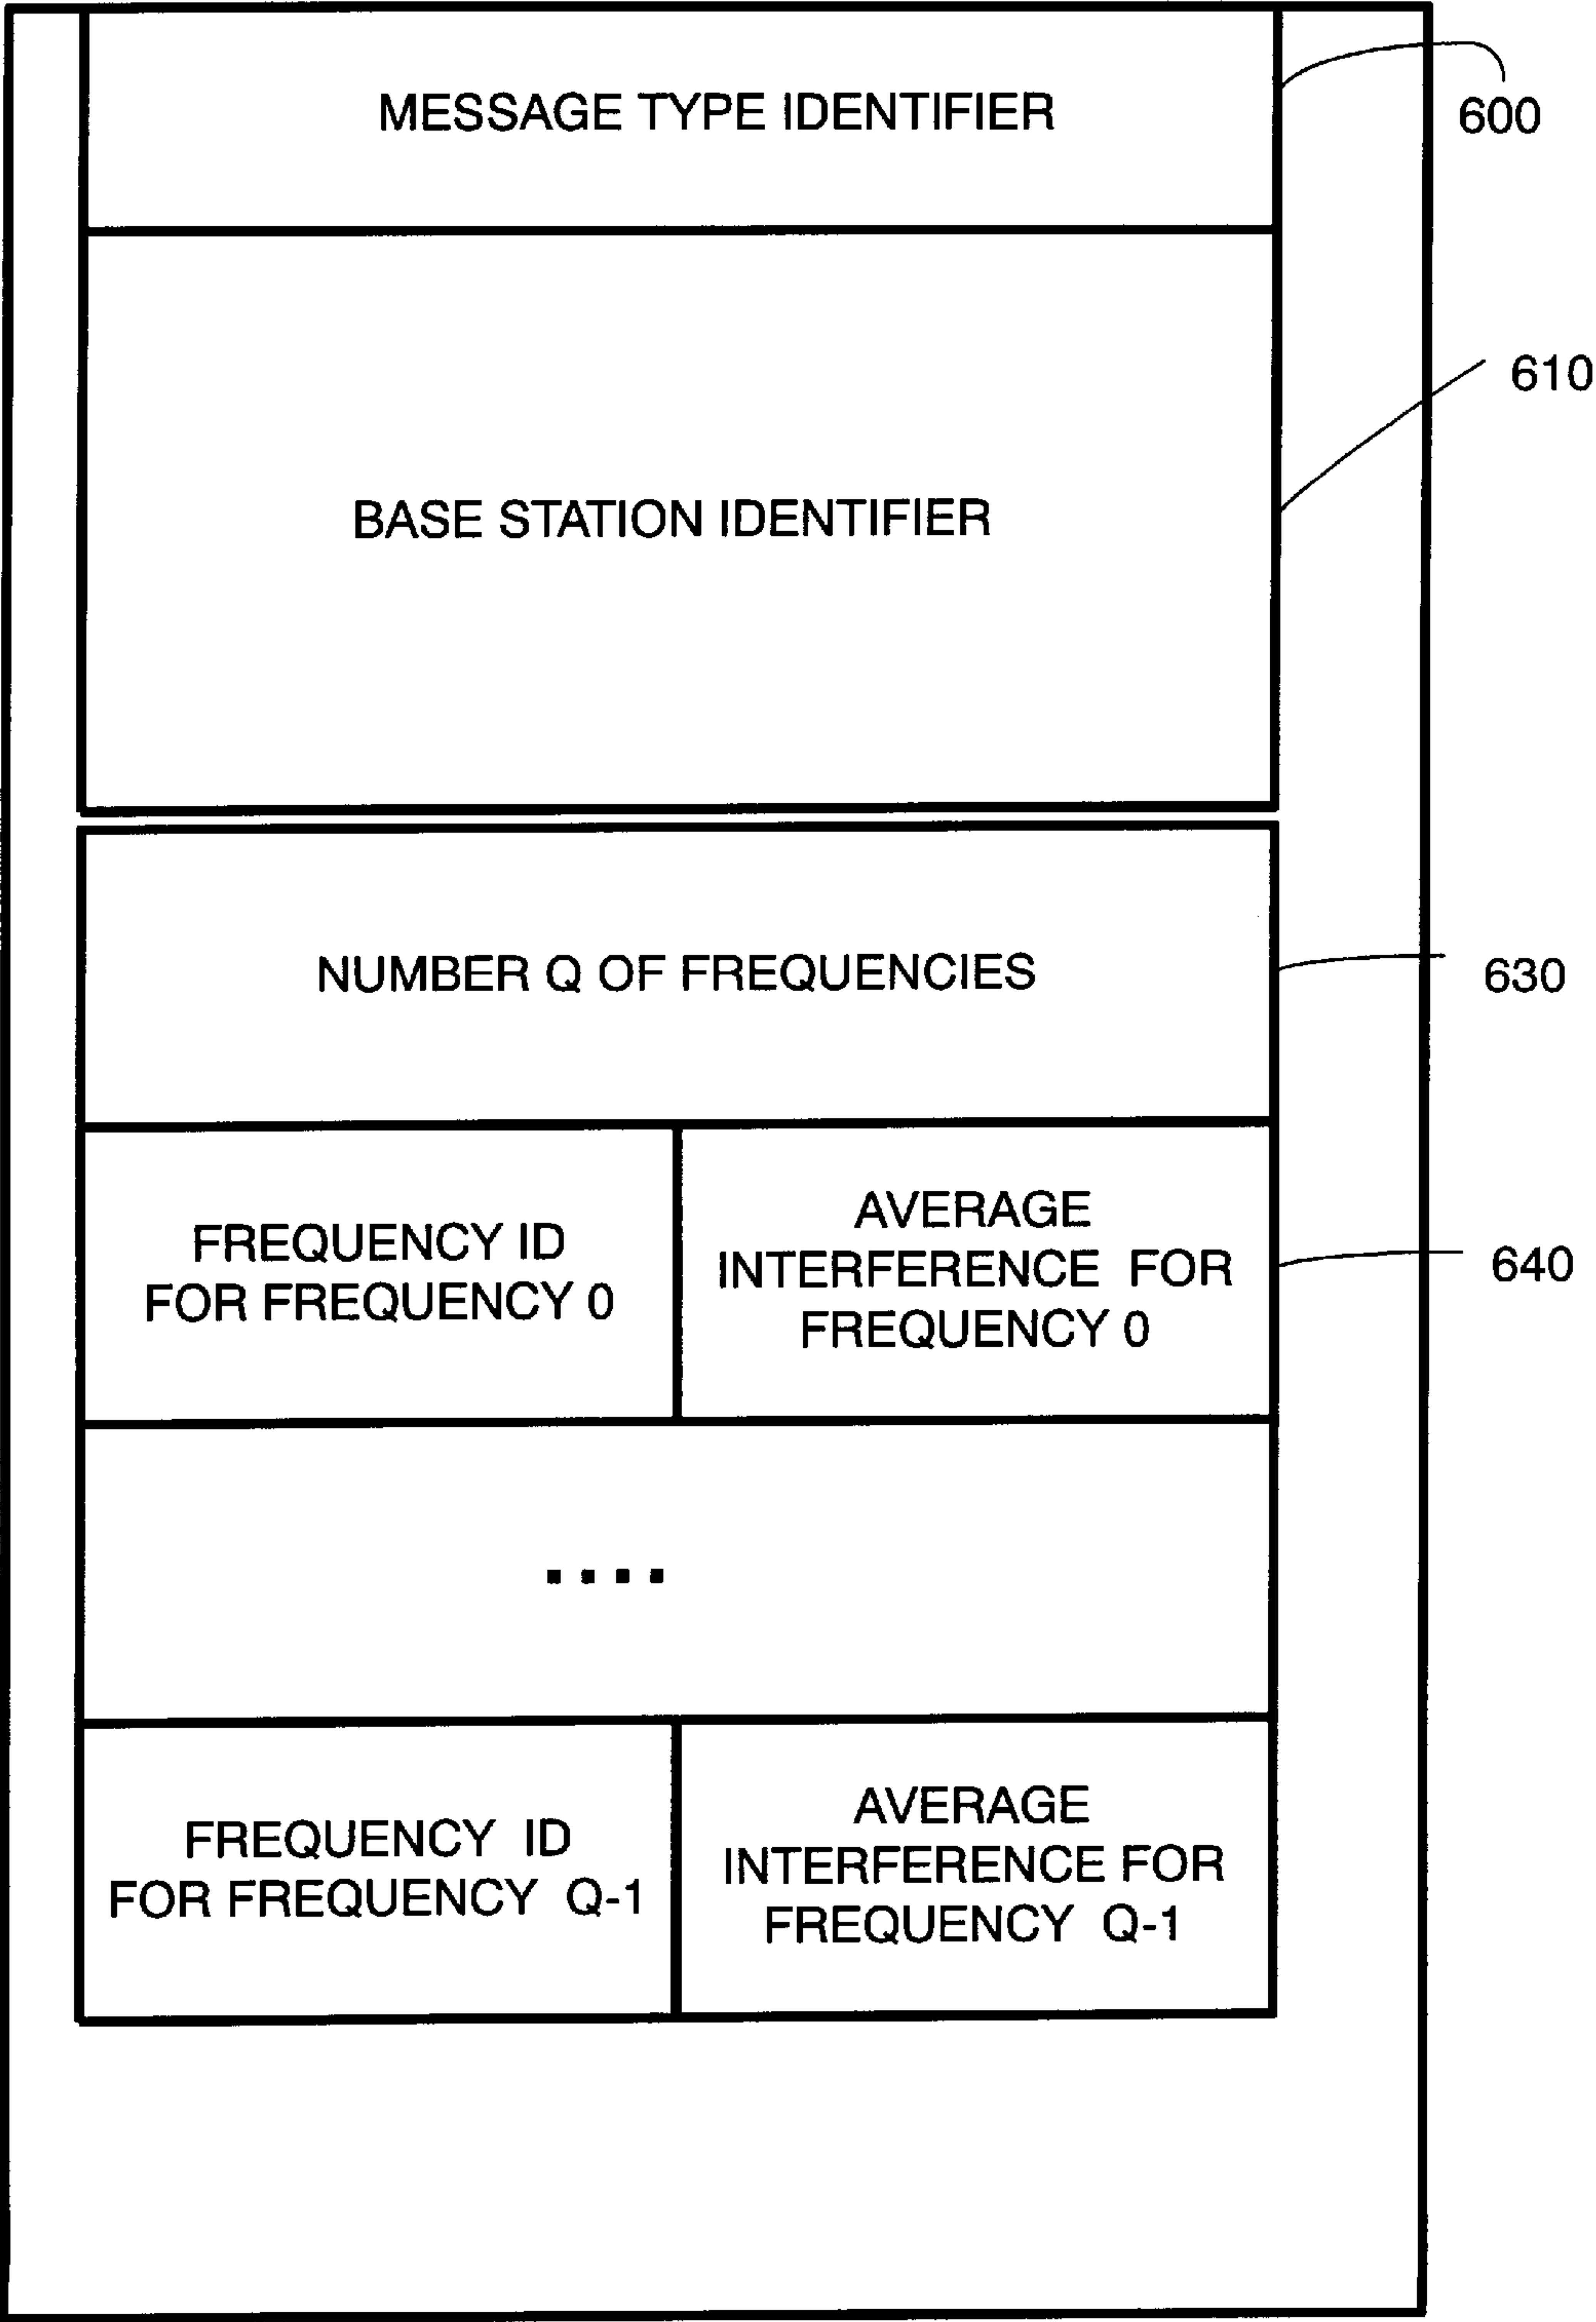 MESSAGE TYPE IDENTIFIER
600
610
BASE STATION IDENTIFIER
NUMBER Q OF FREQUENCIES
630
FREQUENCY ID
FOR FREQUENCY 0
AVERAGE
INTERFERENCE FOR
FREQUENCY 0
640
....
FREQUENCY ID
FOR FREQUENCY Q-1
AVERAGE
INTERFERENCE FOR
FREQUENCY Q-1